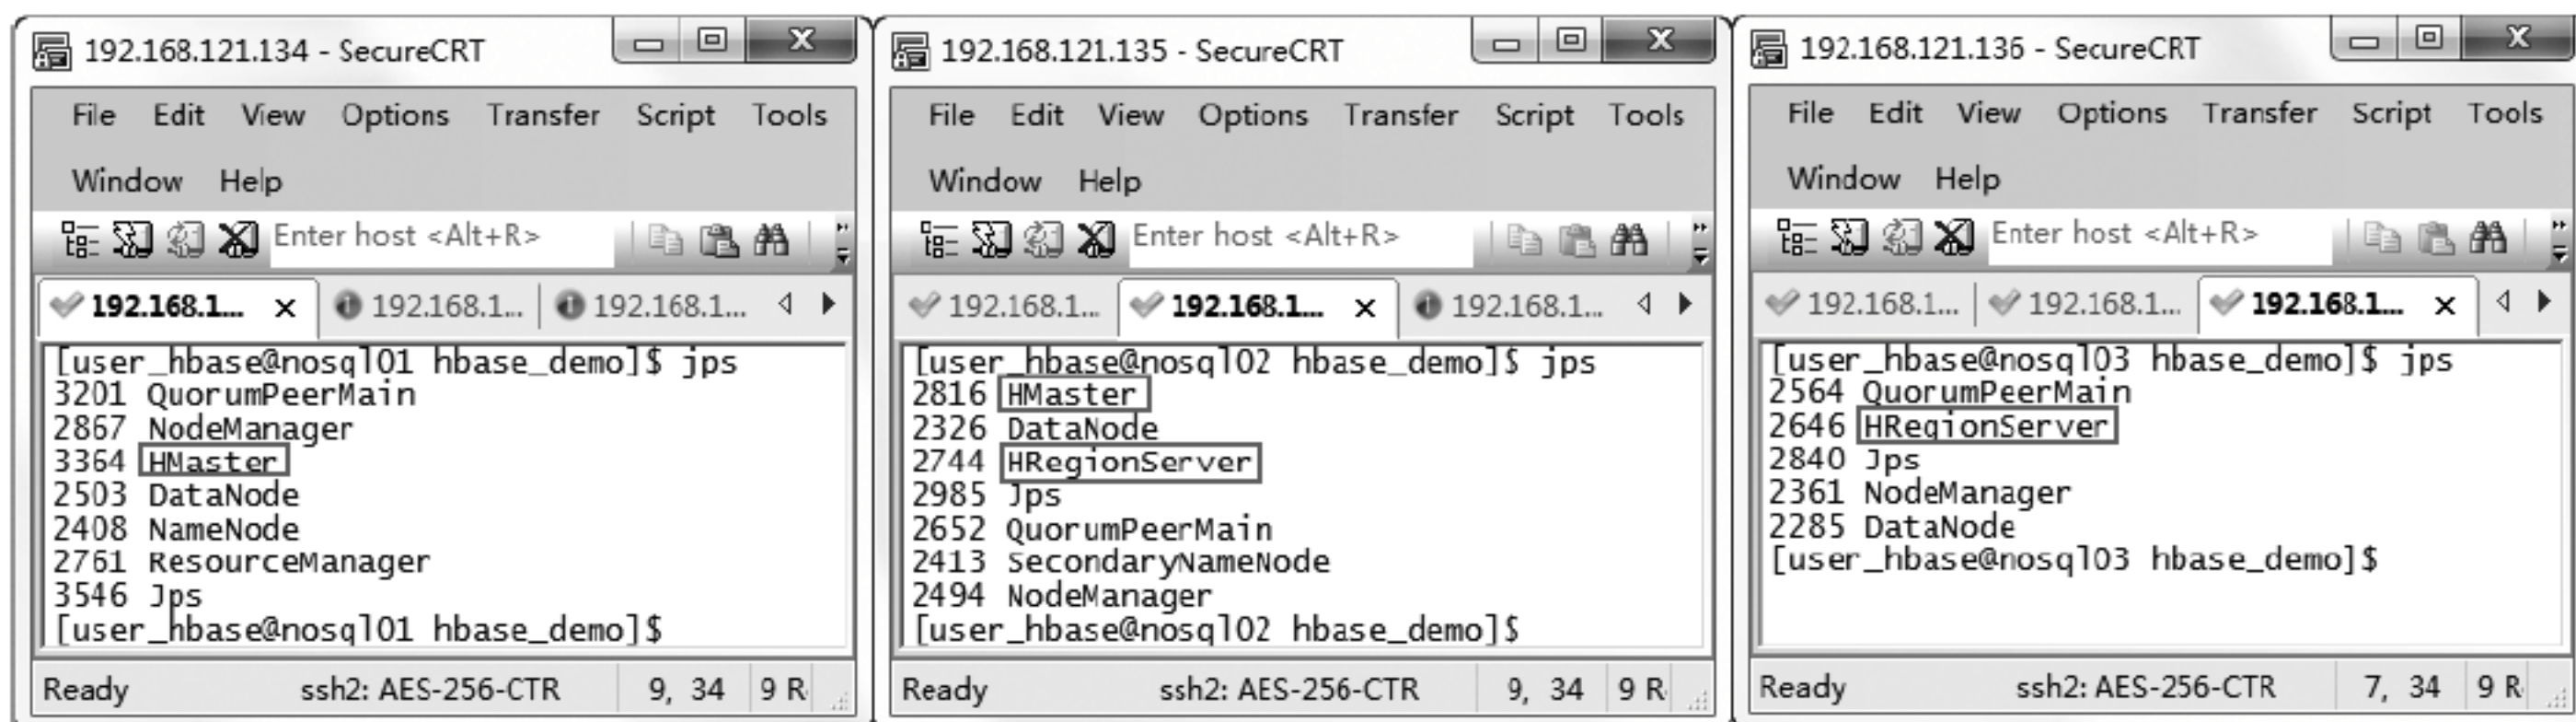 192.168.121.134 - SecureCRT
File Edit View Options Transfer Script Tools
Window Help
Enter host <Alt+R>
192.168.1... 192.168.1... 192.168.1...
[user_hbase@nosql01 hbase_demo]$ jps
3201 QuorumPeerMain
2867 NodeManager
3364 HMaster
2503 DataNode
2408 NameNode
2761 ResourceManager
3546 Jps
[user_hbase@nosql01 hbase_demo]$
Ready ssh2: AES-256-CTR 9, 34 9 R
192.168.121.135 - SecureCRT
File Edit View Options Transfer Script Tools
Window Help
Enter host <Alt+R>
192.168.1... 192.168.1... 192.168.1...
[user_hbase@nosql02 hbase_demo]$ jps
2816 HMaster
2326 DataNode
2744 HRegionServer
2985 Jps
2652 QuorumPeerMain
2413 SecondaryNameNode
2494 NodeManager
[user_hbase@nosql02 hbase_demo]$
Ready ssh2: AES-256-CTR 9, 34 9 R
192.168.121.136 - SecureCRT
File Edit View Options Transfer Script Tools
Window Help
Enter host <Alt+R>
192.168.1... 192.168.1... 192.168.1...
[user_hbase@nosql03 hbase_demo]$ jps
2564 QuorumPeerMain
2646 HRegionServer
2840 Jps
2361 NodeManager
2285 DataNode
[user_hbase@nosql03 hbase_demo]$
Ready ssh2: AES-256-CTR 7, 34 9 R